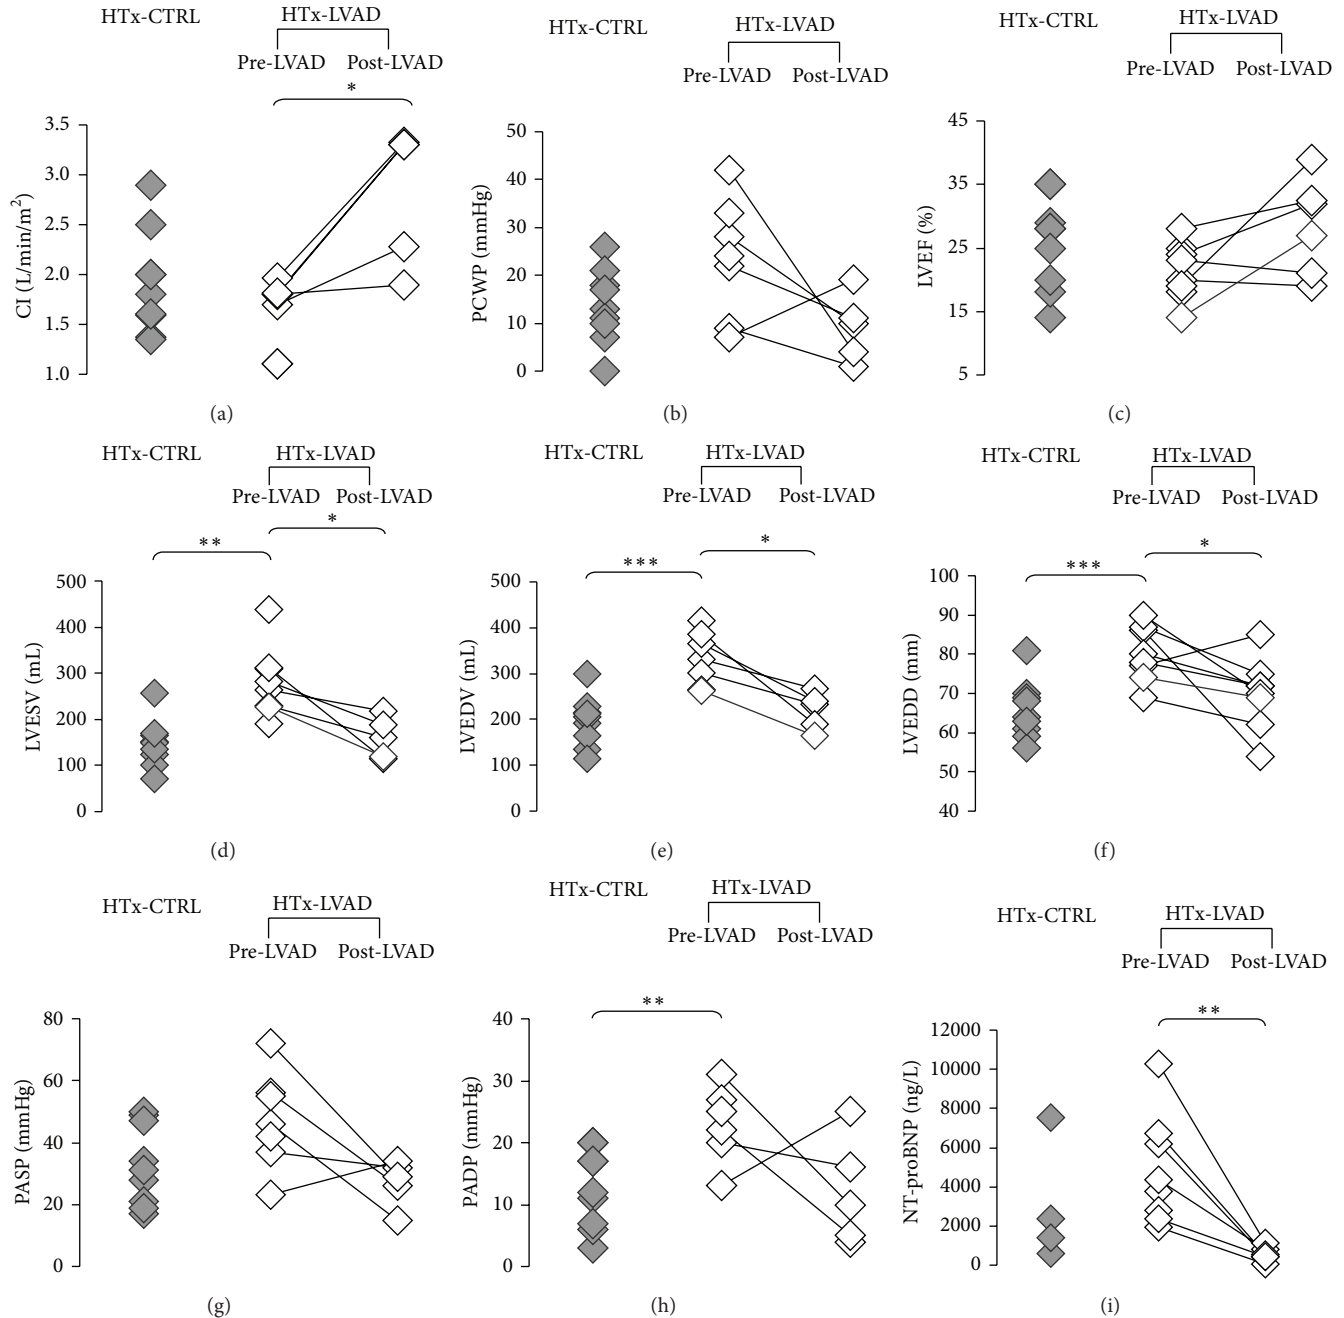 HTx-CTRL
HTx-LVAD
Pre-LVAD Post-LVAD
*
CI (L/min/m2)
3.5
3.0
2.5
2.0
1.5
1.0
(a)
HTx-CTRL
HTx-LVAD
Pre-LVAD Post-LVAD
PCWP (mmHg)
50
40
30
20
10
0
(b)
HTx-CTRL
HTx-LVAD
Pre-LVAD Post-LVAD
LVEF (%)
45
35
25
15
5
(c)
HTx-CTRL
HTx-LVAD
Pre-LVAD Post-LVAD
**
*
LVESV (mL)
500
400
300
200
100
0
(d)
HTx-CTRL
HTx-LVAD
Pre-LVAD Post-LVAD
***
*
LVEDV (mL)
500
400
300
200
100
0
(e)
HTx-CTRL
HTx-LVAD
Pre-LVAD Post-LVAD
***
*
LVEDD (mm)
100
90
80
70
60
50
40
(f)
HTx-CTRL
HTx-LVAD
Pre-LVAD Post-LVAD
PASP (mmHg)
80
60
40
20
0
(g)
HTx-CTRL
HTx-LVAD
Pre-LVAD Post-LVAD
**
PADP (mmHg)
40
30
20
10
0
(h)
HTx-CTRL
HTx-LVAD
Pre-LVAD Post-LVAD
**
NT-proBNP (ng/L)
12000
10000
8000
6000
4000
2000
0
(i)